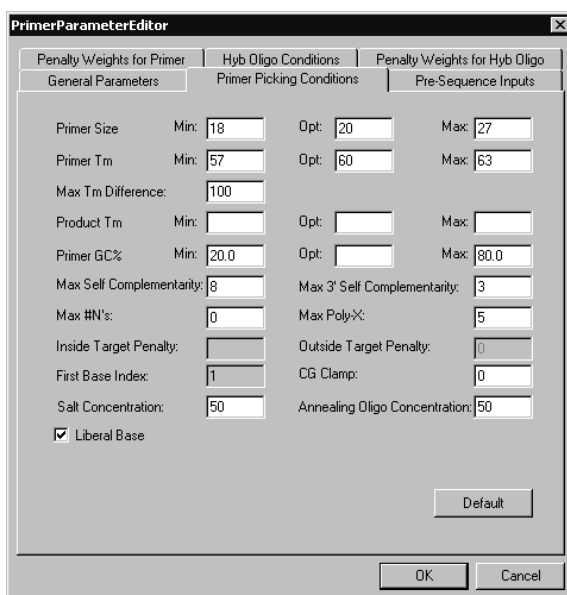 PrimerParameterEditor
Penalty Weights for Primer Hyb Oligo Conditions Penalty Weights for Hyb Oligo
General Parameters Primer Picking Conditions Pre-Sequence Inputs
Primer Size Min: 18 Opt: 20 Max: 27
Primer Tm Min: 57 Opt: 60 Max: 63
Max Tm Difference: 100
Product Tm Min: Opt: Max:
Primer GC% Min: 20.0 Opt: Max: 80.0
Max Self Complementarity: 8 Max 3' Self Complementarity: 3
Max #N's: 0 Max Poly-X: 5
Inside Target Penalty: Outside Target Penalty: 0
First Base Index: 1 CG Clamp: 0
Salt Concentration: 50 Annealing Oligo Concentration: 50
Liberal Base
Default
OK Cancel